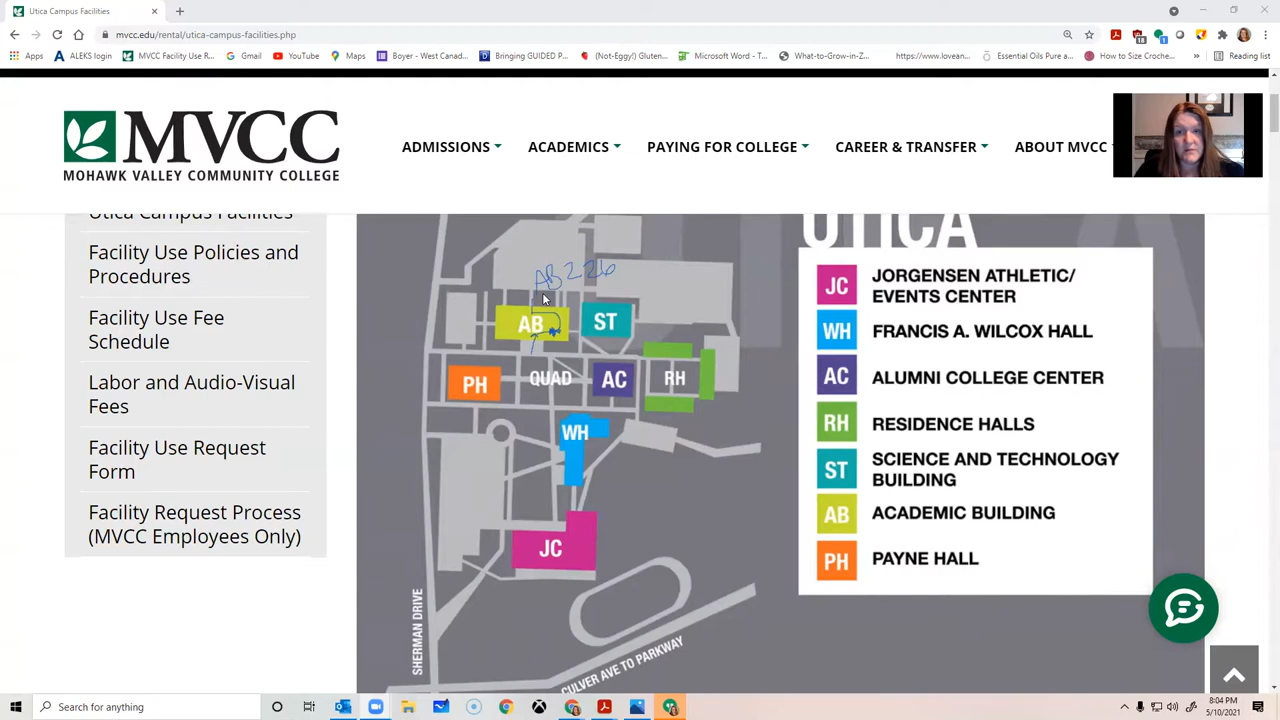 Utica Campus Facilities
mvcc.edu/rental/utica-campus-facilities.php
Apps
ALEKS login
MVCC Facility Use R...
Gmail
YouTube
Maps
Boyer - West Canad...
Bringing GUIDED P...
(Not-Eggy!) Gluten...
Microsoft Word - T...
What-to-Grow-in-Z...
https://www.lovean...
Essential Oils Pure a...
How to Size Croche...
Reading list
MVCC
MOHAWK VALLEY COMMUNITY COLLEGE
ADMISSIONS
ACADEMICS
PAYING FOR COLLEGE
CAREER & TRANSFER
ABOUT MVCC
Utica Campus Facilities
Facility Use Policies and
Procedures
Facility Use Fee
Schedule
Labor and Audio-Visual
Fees
Facility Use Request
Form
Facility Request Process
(MVCC Employees Only)
AB226
AB
ST
PH
QUAD
AC
RH
WH
JC
SHERMAN DRIVE
CULVER AVE TO PARKWAY
UTICA
JC JORGENSEN ATHLETIC/
EVENTS CENTER
WH FRANCIS A. WILCOX HALL
AC ALUMNI COLLEGE CENTER
RH RESIDENCE HALLS
ST SCIENCE AND TECHNOLOGY
BUILDING
AB ACADEMIC BUILDING
PH PAYNE HALL
Search for anything
8:04 PM
5/10/2021